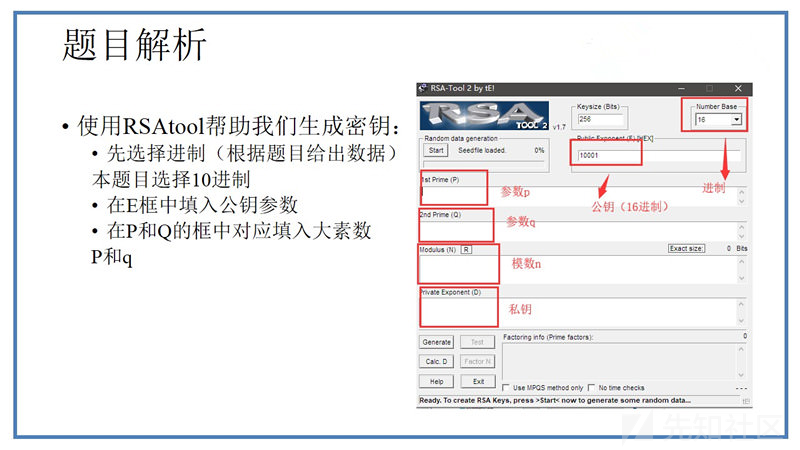 题目解析
• 使用RSAtool帮助我们生成密钥：
• 先选择进制（根据题目给出数据）
本题目选择10进制
• 在E框中填入公钥参数
• 在P和Q的框中对应填入大素数
P和q
RSA-Tool 2 by tE!
RSA
TOOL 2
v1.7
Keysize (Bits)
256
Number Base
16
Random data generation
Start
Seedfile loaded.
0%
Public Exponent (E) [HEX]
10001
1st Prime (P)
参数p
公钥（16进制）
进制
2nd Prime (Q)
参数q
Modulus (N)
R
Exact size:
0
Bits
模数n
Private Exponent (D)
私钥
Generate
Test
Calc. D
Factor N
Help
Exit
Factoring info (Prime factors):
0
Use MPQS method only
No time checks
---
Ready. To create RSA Keys, press >Start< now to generate some random data...
tE!
先知社区